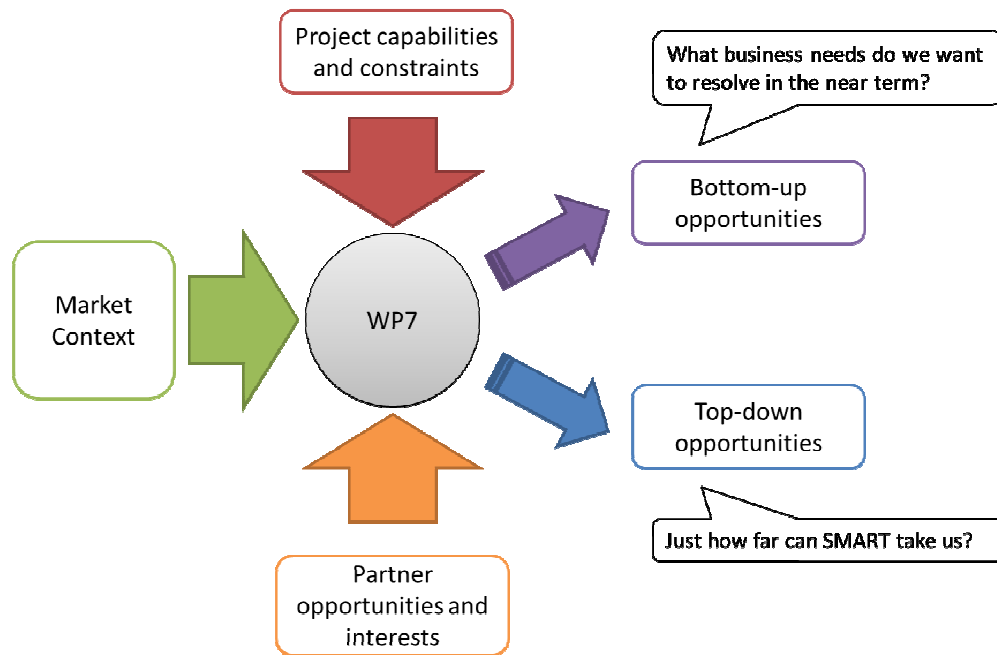 Project capabilities
and constraints
What business needs do we want
to resolve in the near term?
Bottom-up
opportunities
Market
Context
WP7
Top-down
opportunities
Just how far can SMART take us?
Partner
opportunities and
interests